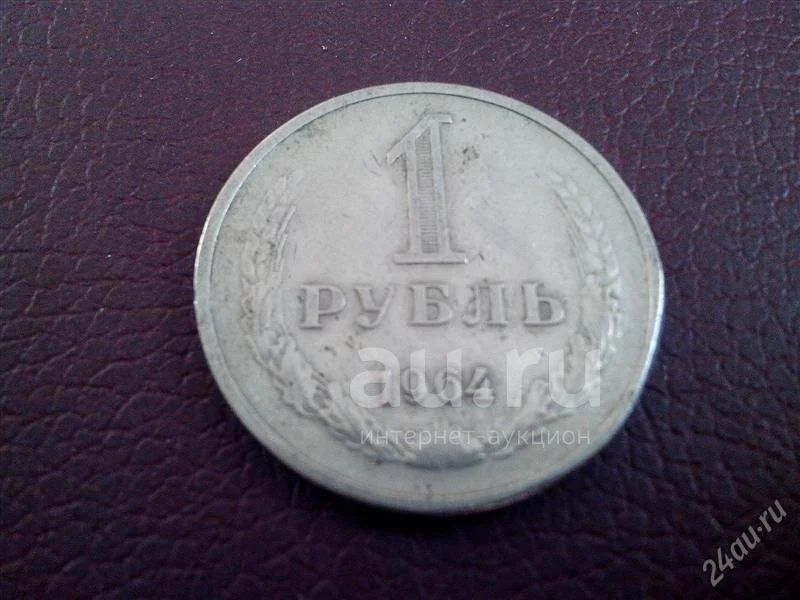 1
РУБЛЬ
1964
au.ru
интернет-аукцион
24au.ru